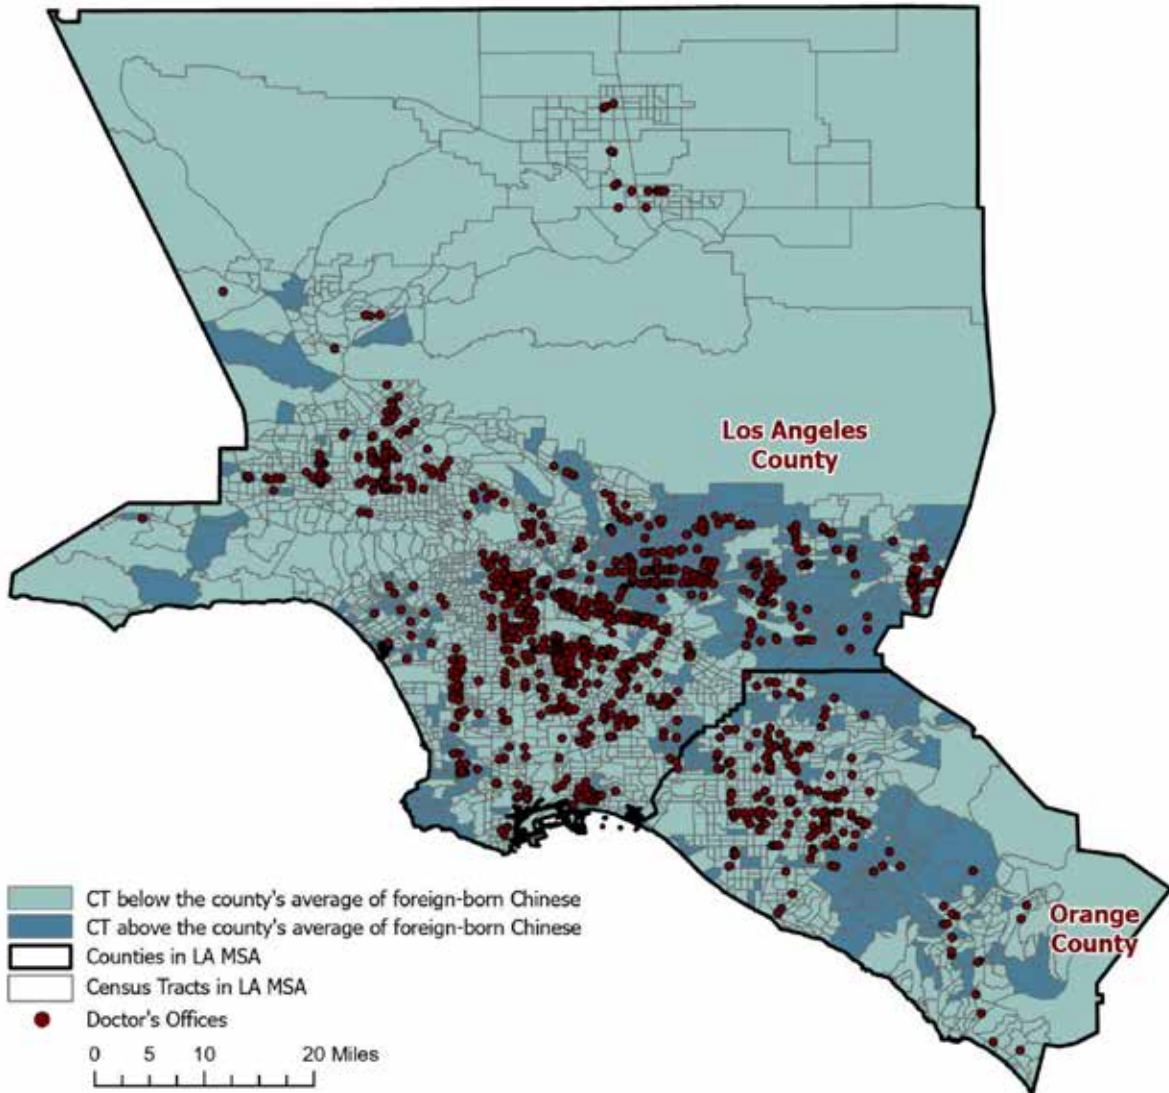 Los Angeles
County
Orange
County
CT below the county's average of foreign-born Chinese
CT above the county's average of foreign-born Chinese
Counties in LA MSA
Census Tracts in LA MSA
Doctor's Offices
0 5 10 20 Miles